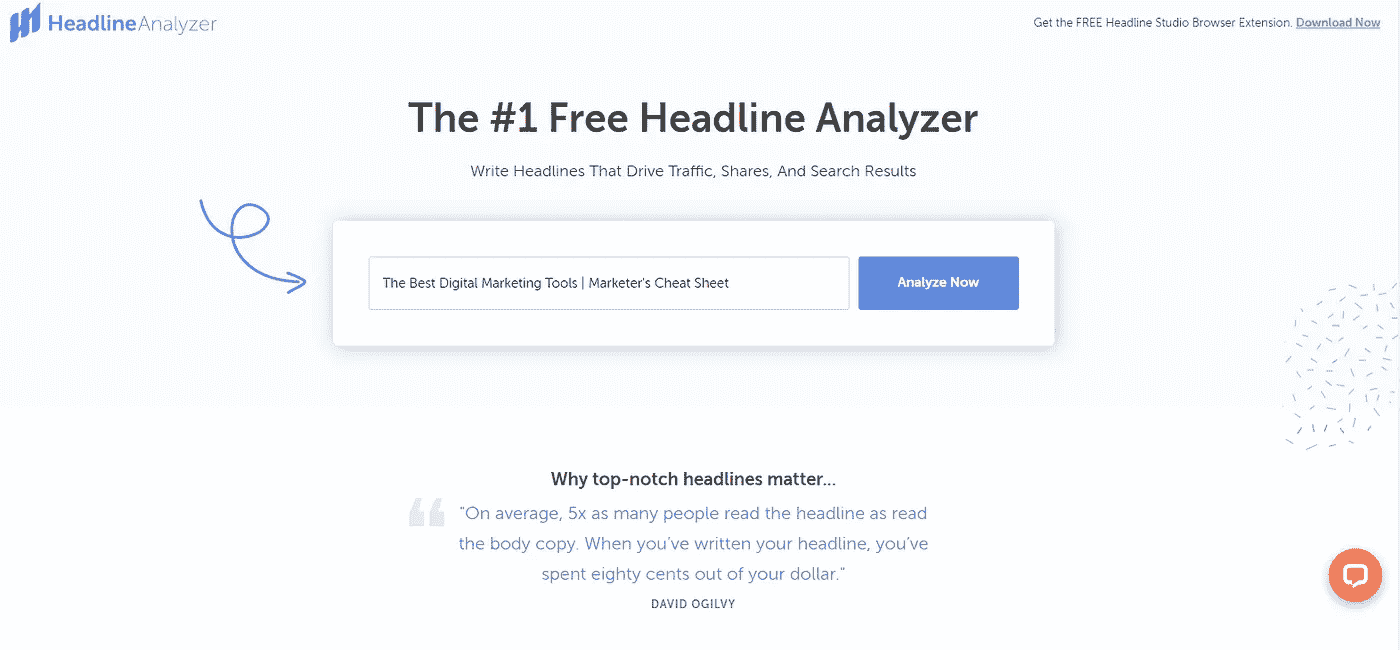 HeadlineAnalyzer
Get the FREE Headline Studio Browser Extension. Download Now
The #1 Free Headline Analyzer
Write Headlines That Drive Traffic, Shares, And Search Results
The Best Digital Marketing Tools | Marketer's Cheat Sheet
Analyze Now
Why top-notch headlines matter...
"On average, 5x as many people read the headline as read
the body copy. When you've written your headline, you've
spent eighty cents out of your dollar."
DAVID OGILVY